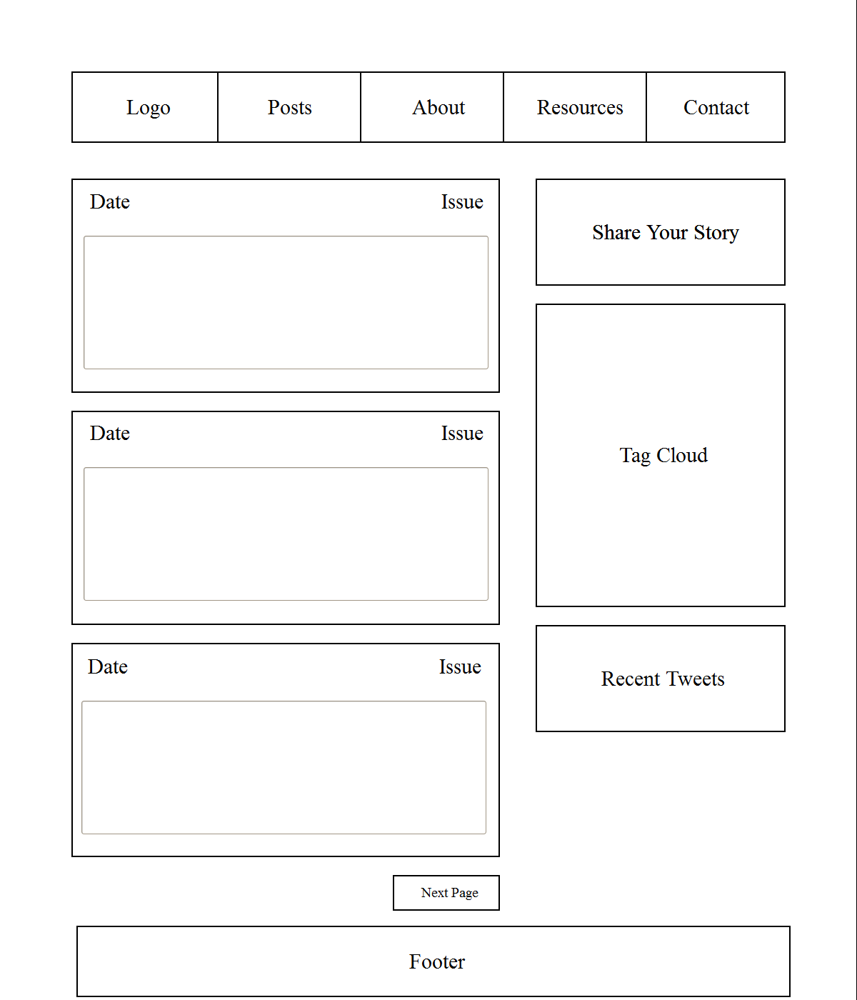 Logo Posts About Resources Contact
Date Issue
Share Your Story
Date Issue
Tag Cloud
Date Issue
Recent Tweets
Next Page
Footer